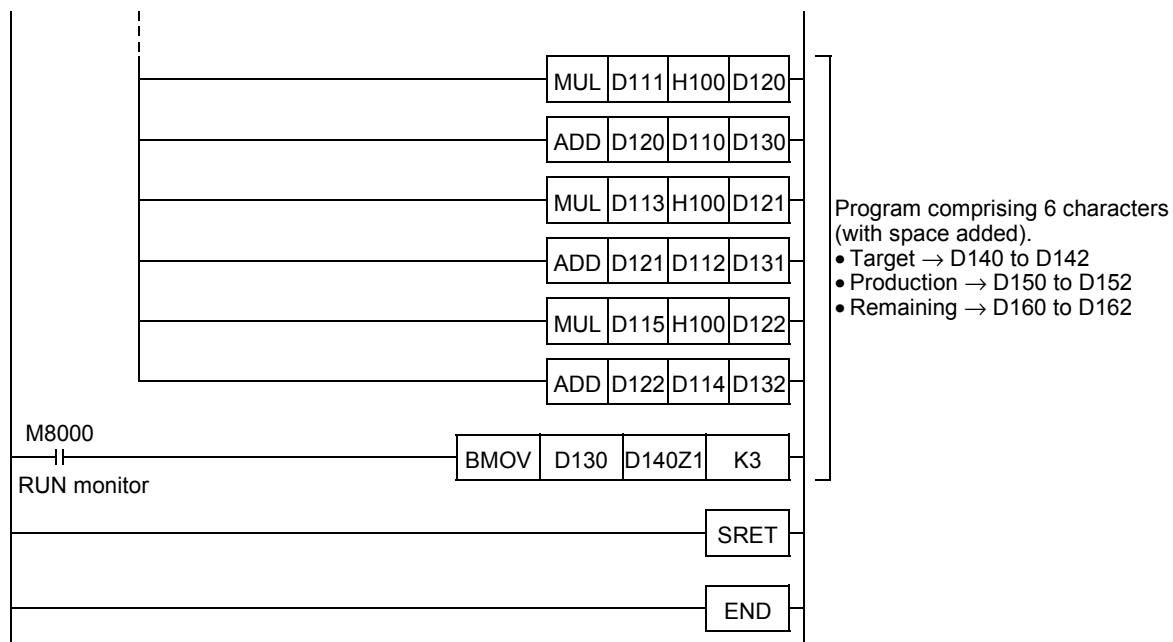 MUL D111 H100 D120
ADD D120 D110 D130
MUL D113 H100 D121
ADD D121 D112 D131
MUL D115 H100 D122
ADD D122 D114 D132
Program comprising 6 characters
(with space added).
• Target → D140 to D142
• Production → D150 to D152
• Remaining → D160 to D162
M8000
BMOV D130 D140Z1 K3
RUN monitor
SRET
END